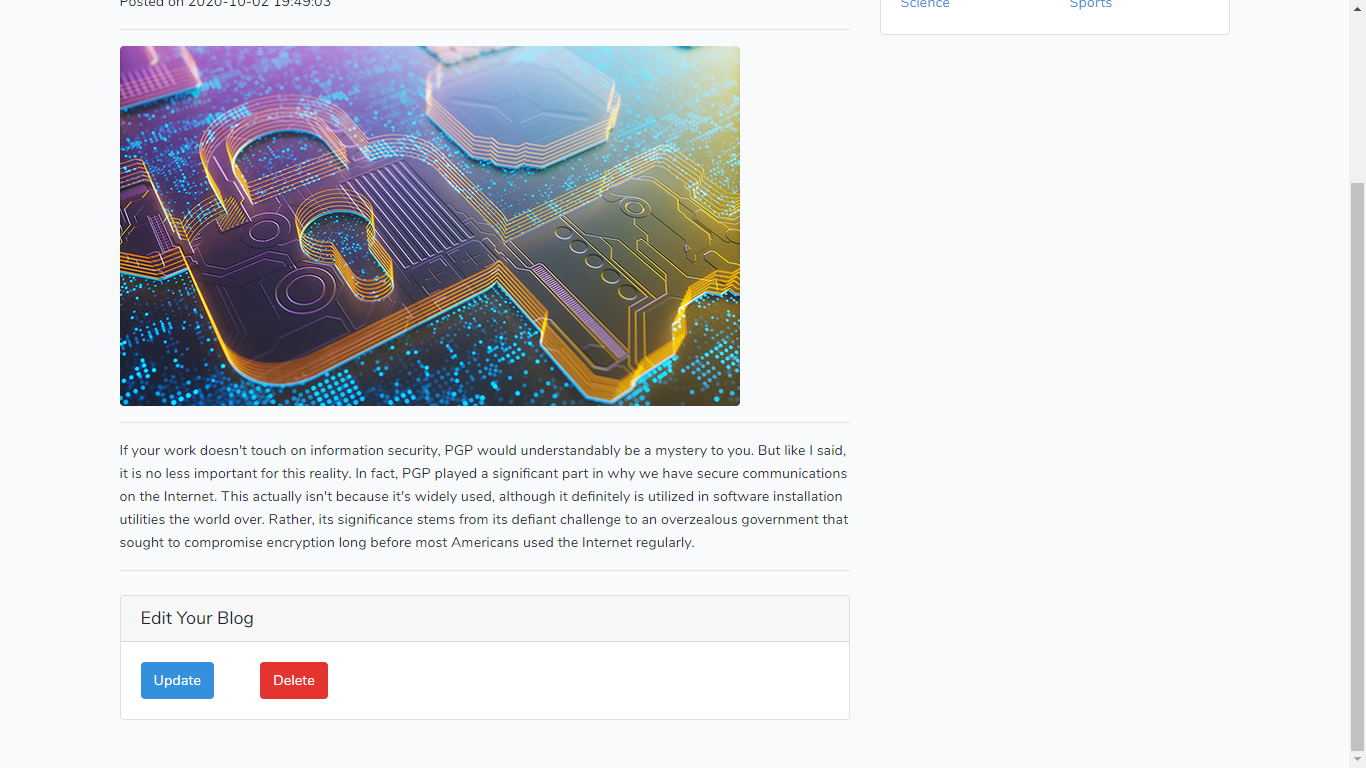 Posted on 2020-10-02 19:49:03
Science
Sports
If your work doesn't touch on information security, PGP would understandably be a mystery to you. But like I said,
it is no less important for this reality. In fact, PGP played a significant part in why we have secure communications
on the Internet. This actually isn't because it's widely used, although it definitely is utilized in software installation
utilities the world over. Rather, its significance stems from its defiant challenge to an overzealous government that
sought to compromise encryption long before most Americans used the Internet regularly.
Edit Your Blog
Update
Delete